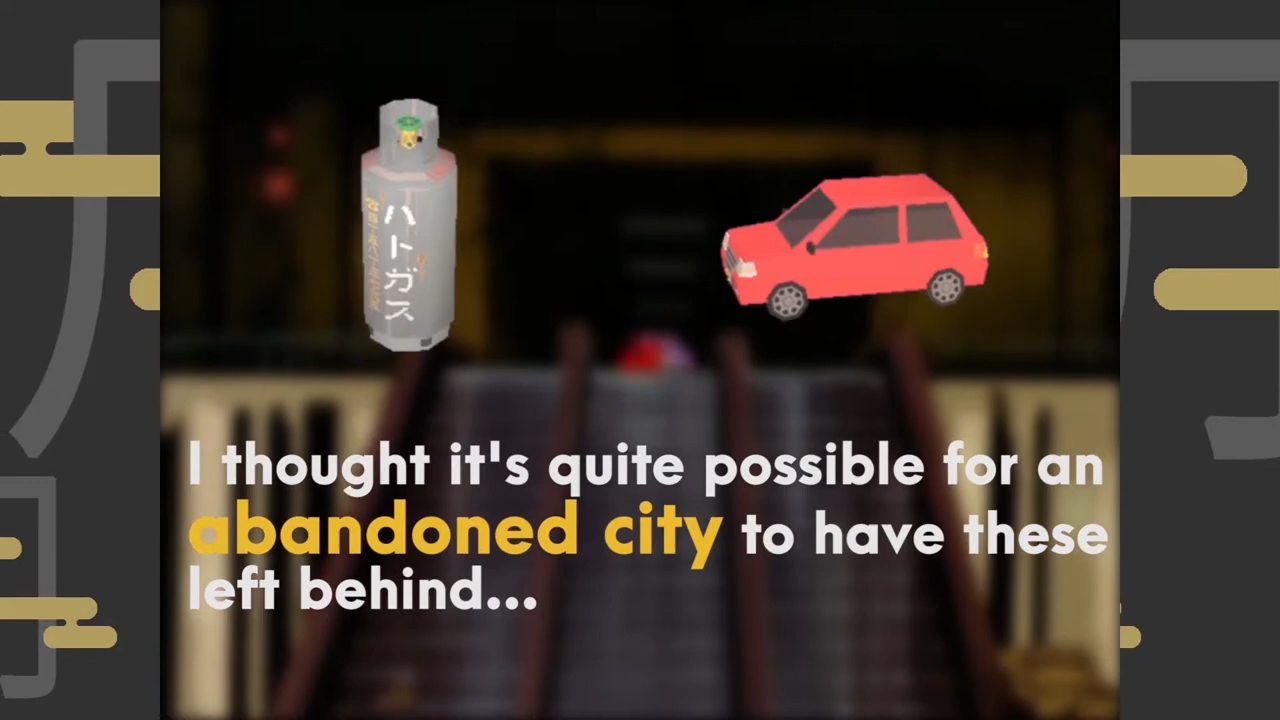 ハトガス
I thought it's quite possible for an
abandoned city to have these
left behind...